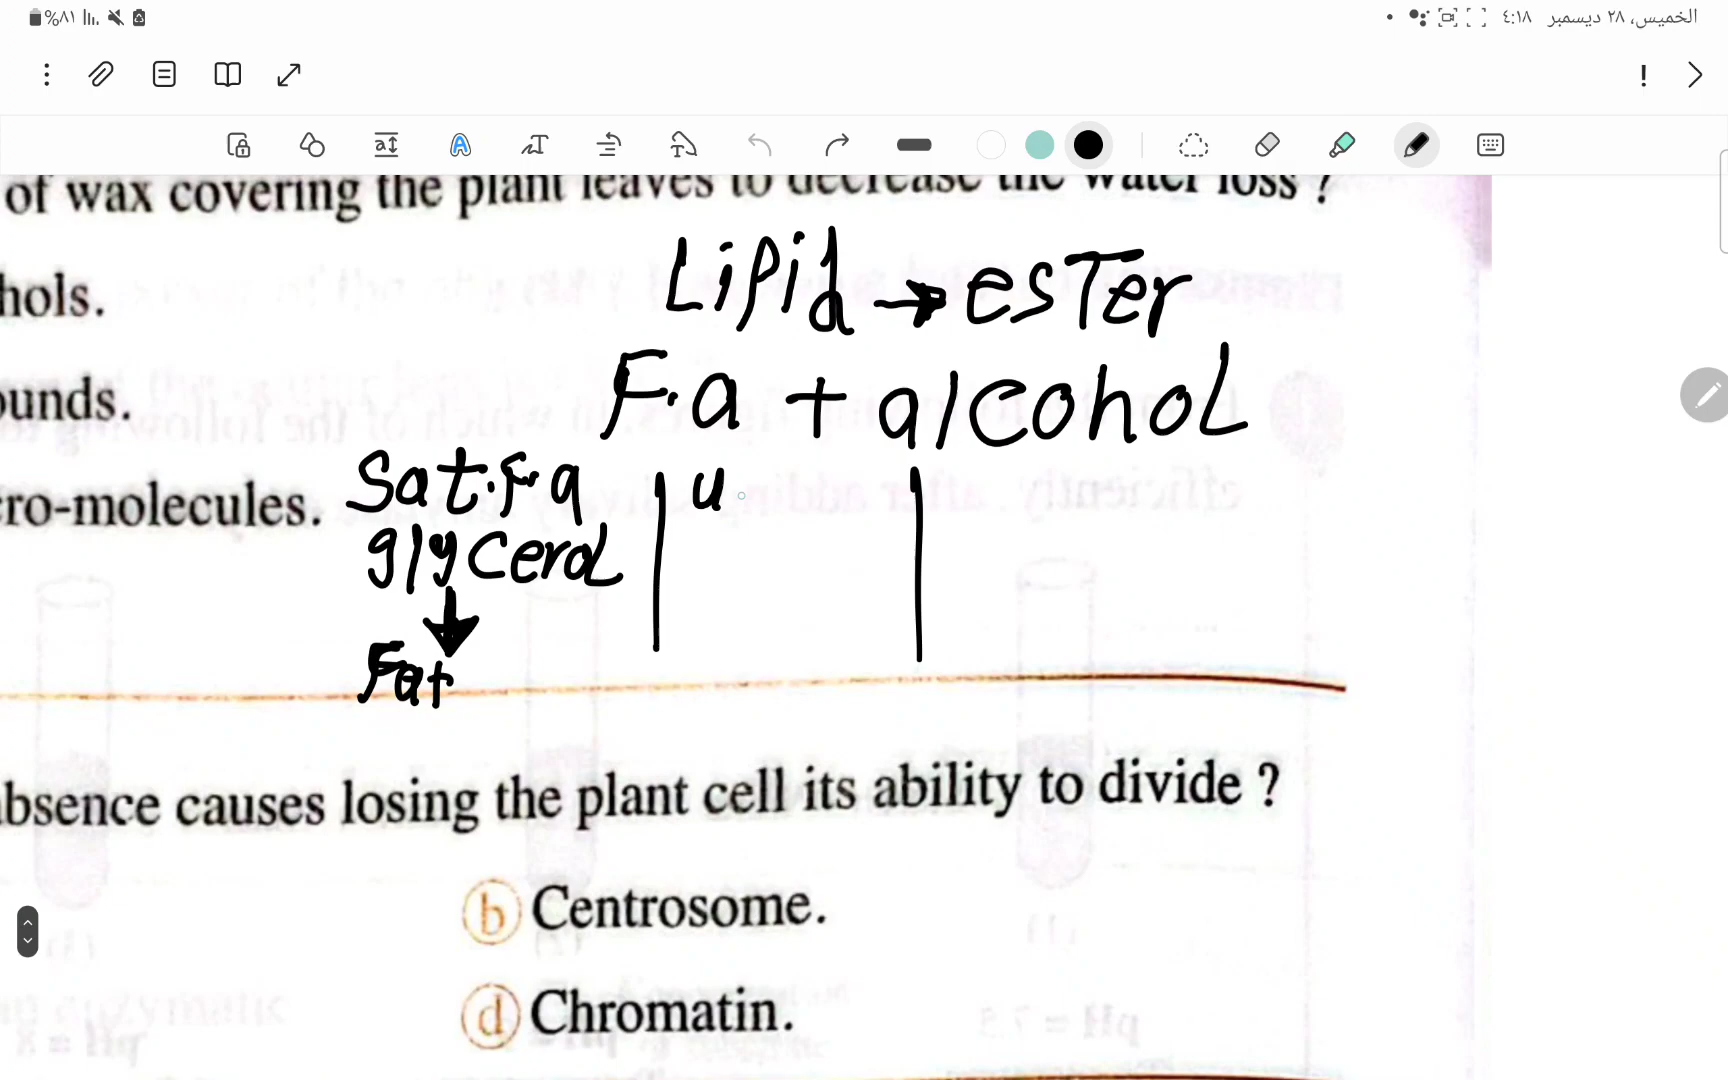 %٨١
الخميس، ٢٨ ديسمبر ٤:١٨
of wax covering the plant leaves to decrease the water loss ?
Lipid → esTer
hols.
F.a + alcohol
ounds.
Sat.F.a | u |
ro-molecules.
glycerol
↓
Fat
absence causes losing the plant cell its ability to divide ?
b Centrosome.
d Chromatin.